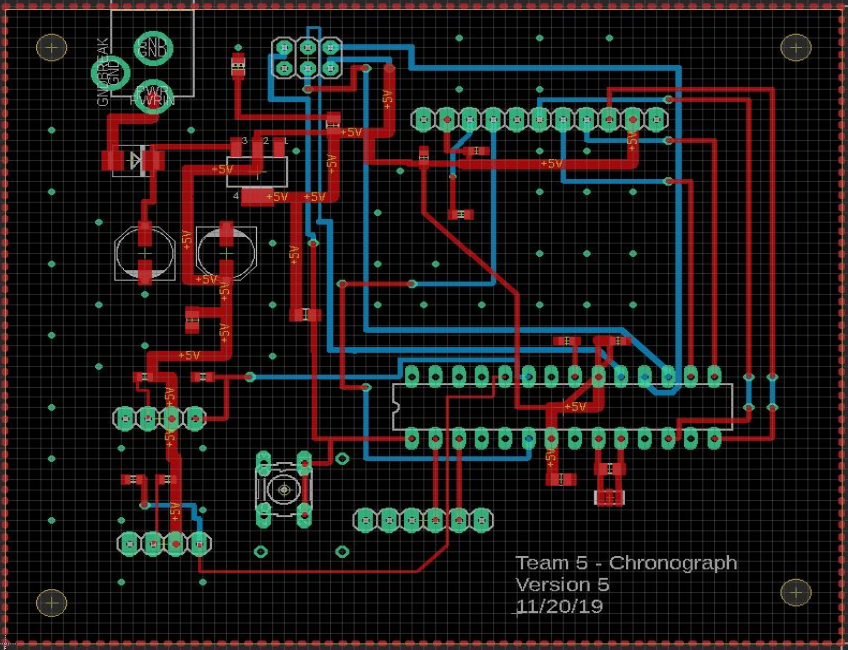 GND
GNDBREAK
GND
PWR
PWRIN
+5V
+5V
3 2 1
+5V
+5V
+5V
+5V
4 +5V +5V
+5V
+5V
+5V
+5V
+5V
+5V
+5V
+5V
+5V
+5V
+5V
Team 5 - Chronograph
Version 5
11/20/19